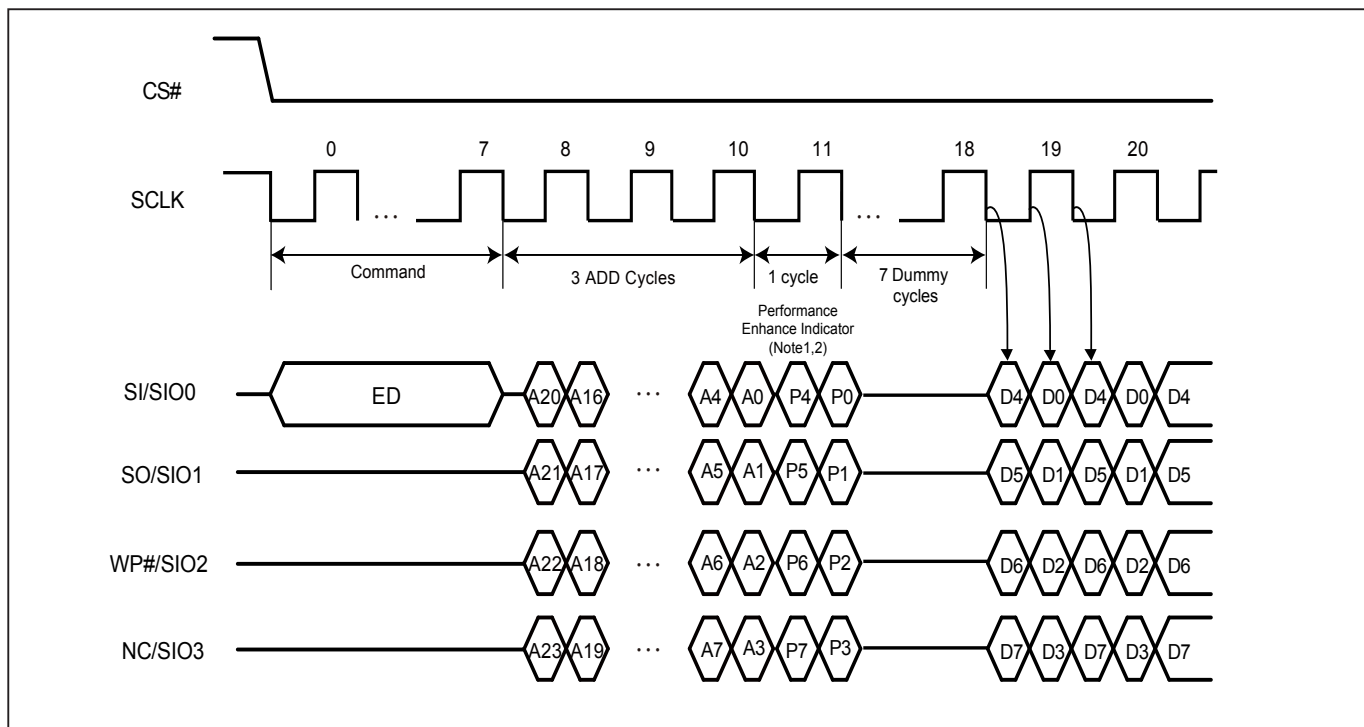 CS#
0 7 8 9 10 11 18 19 20
SCLK
... ...
Command
3 ADD Cycles
1 cycle
7 Dummy
cycles
Performance
Enhance Indicator
(Note1,2)
SI/SIO0 ED A20 A16 ... A4 A0 P4 P0 D4 D0 D4 D0 D4
SO/SIO1 A21 A17 ... A5 A1 P5 P1 D5 D1 D5 D1 D5
WP#/SIO2 A22 A18 ... A6 A2 P6 P2 D6 D2 D6 D2 D6
NC/SIO3 A23 A19 ... A7 A3 P7 P3 D7 D3 D7 D3 D7